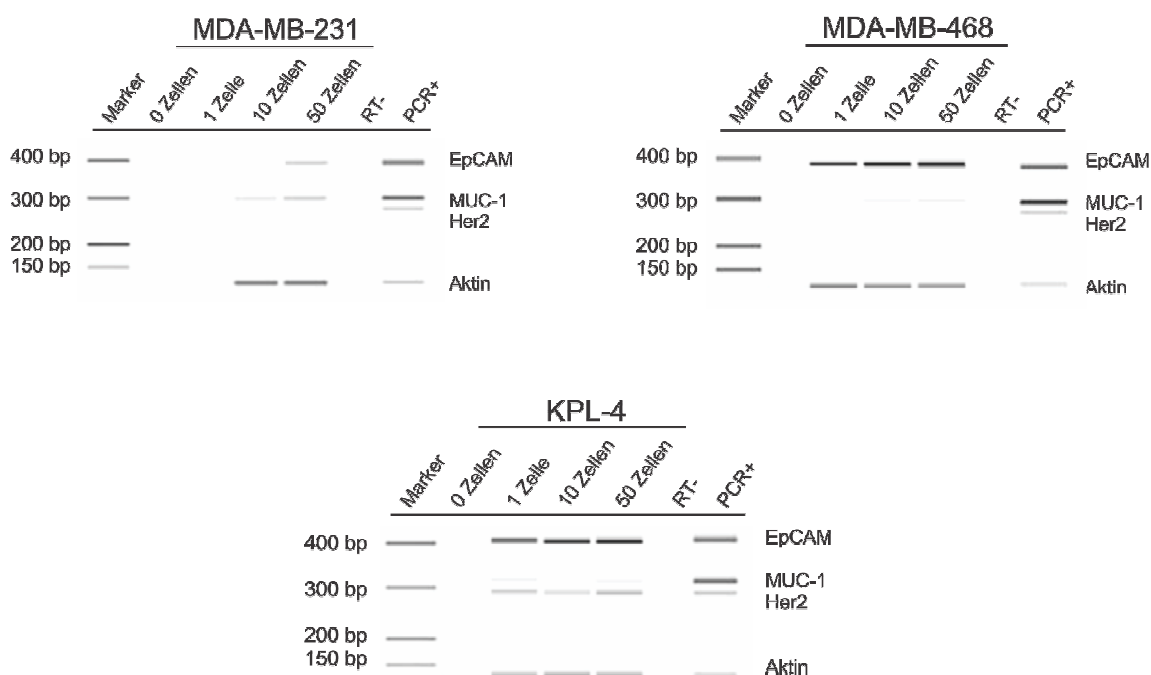 MDA-MB-231
Marker 0 Zellen 1 Zelle 10 Zellen 50 Zellen RT- PCR+
400 bp EpCAM
300 bp MUC-1
Her2
200 bp
150 bp
Aktin
MDA-MB-468
Marker 0 Zellen 1 Zelle 10 Zellen 50 Zellen RT- PCR+
400 bp EpCAM
300 bp MUC-1
Her2
200 bp
150 bp
Aktin
KPL-4
Marker 0 Zellen 1 Zelle 10 Zellen 50 Zellen RT- PCR+
400 bp EpCAM
300 bp MUC-1
Her2
200 bp
150 bp Aktin